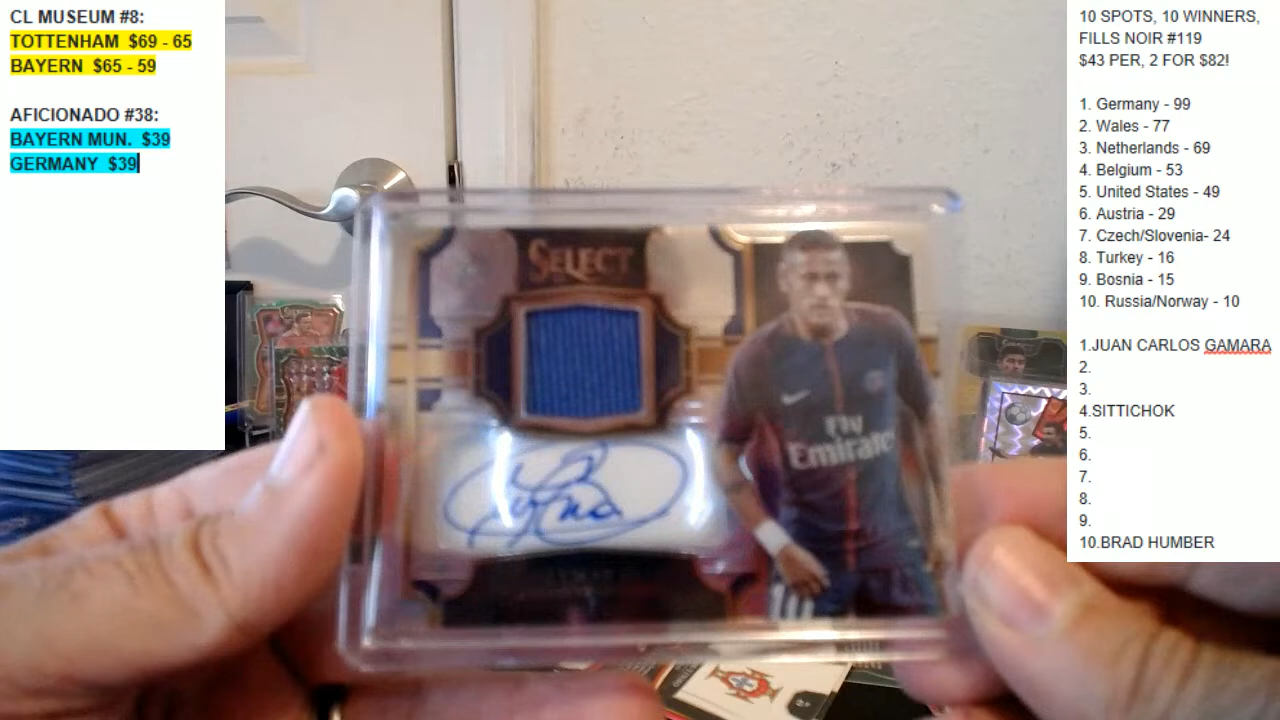 CL MUSEUM #8:
TOTTENHAM $69 - 65
BAYERN $65 - 59
AFICIONADO #38:
BAYERN MUN. $39
GERMANY $39
SELECT
Fly
Emirates
10
10 SPOTS, 10 WINNERS,
FILLS NOIR #119
$43 PER, 2 FOR $82!
1. Germany - 99
2. Wales - 77
3. Netherlands - 69
4. Belgium - 53
5. United States - 49
6. Austria - 29
7. Czech/Slovenia- 24
8. Turkey - 16
9. Bosnia - 15
10. Russia/Norway - 10
1.JUAN CARLOS GAMARA
2.
3.
4.SITTICHOK
5.
6.
7.
8.
9.
10.BRAD HUMBER